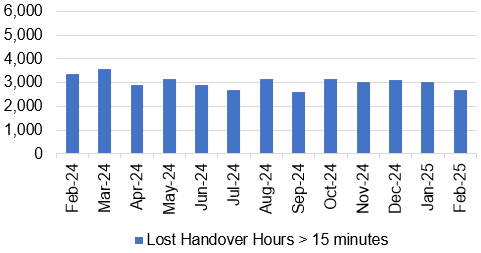 6,000
5,000
4,000
3,000
2,000
1,000
0
Feb-24
Mar-24
Apr-24
May-24
Jun-24
Jul-24
Aug-24
Sep-24
Oct-24
Nov-24
Dec-24
Jan-25
Feb-25
Lost Handover Hours > 15 minutes